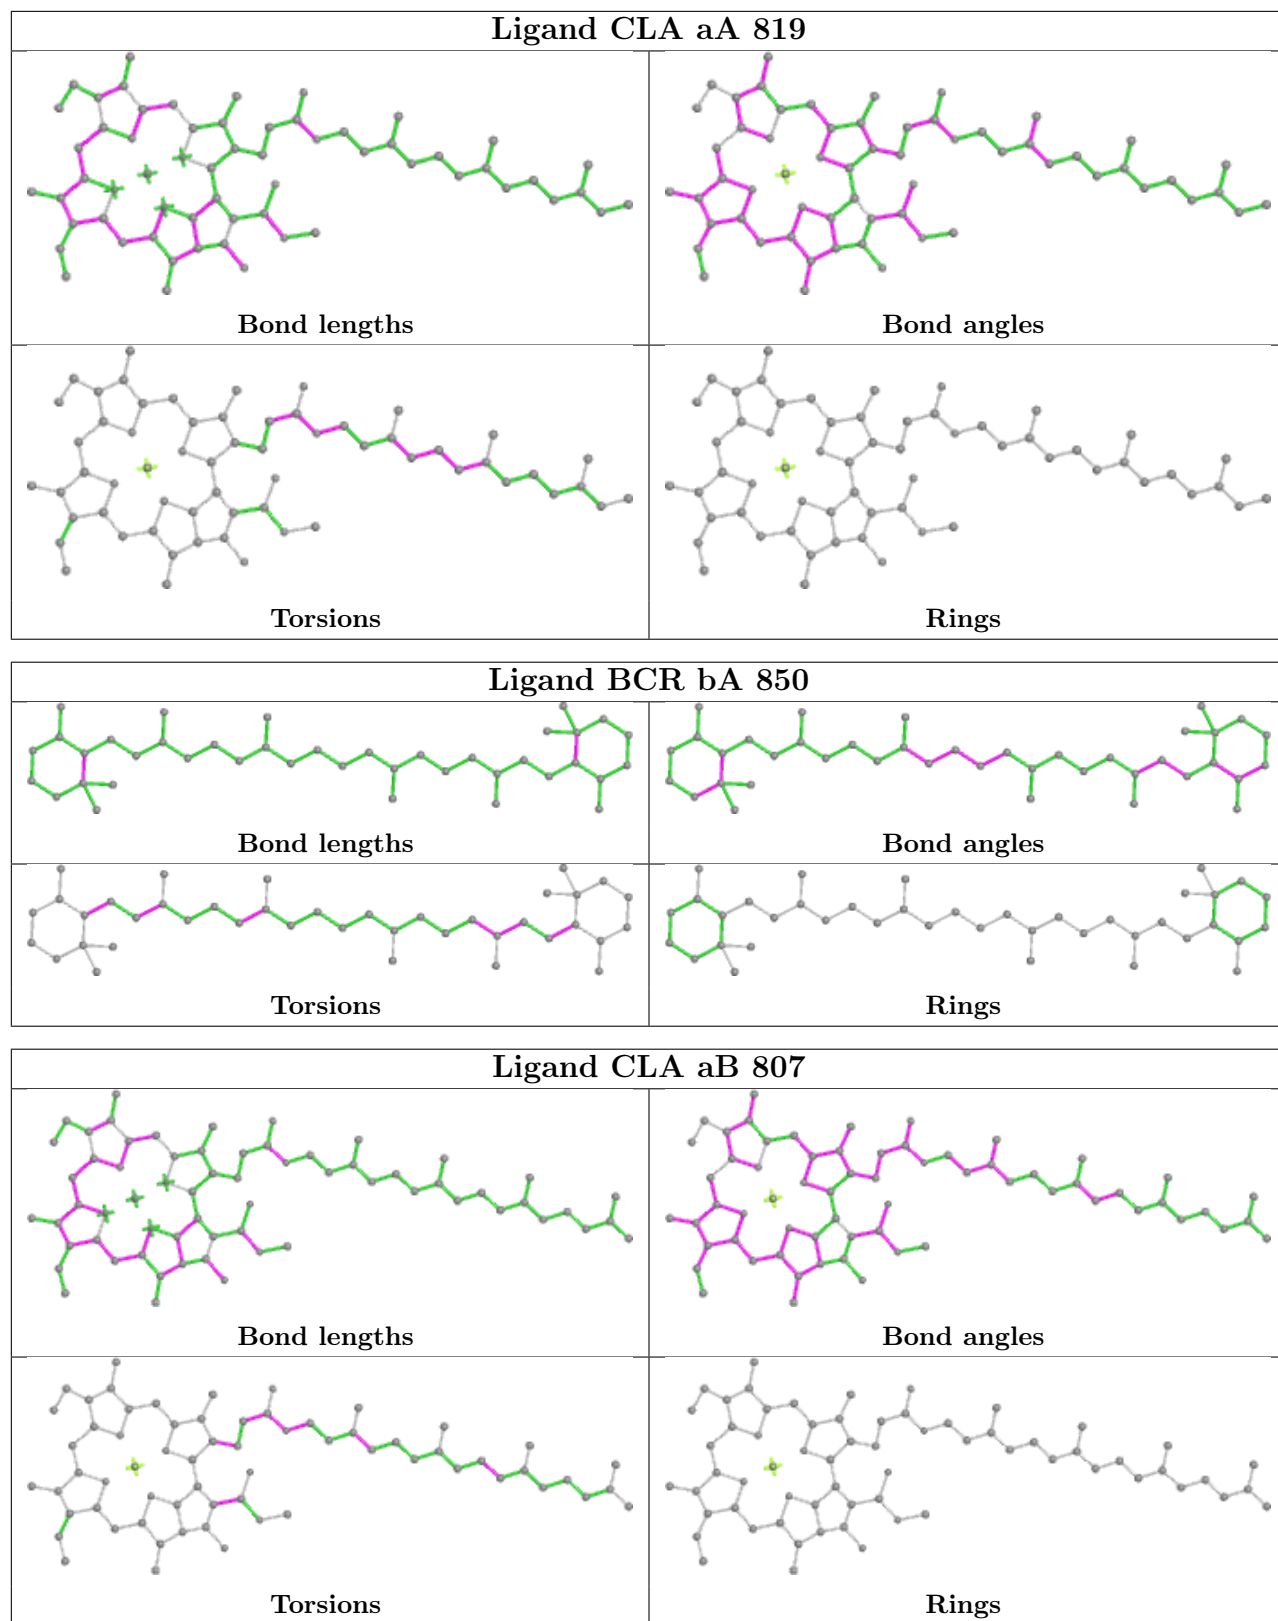 Ligand CLA aA 819
Bond lengths
Bond angles
Torsions
Rings
Ligand BCR bA 850
Bond lengths
Bond angles
Torsions
Rings
Ligand CLA aB 807
Bond lengths
Bond angles
Torsions
Rings